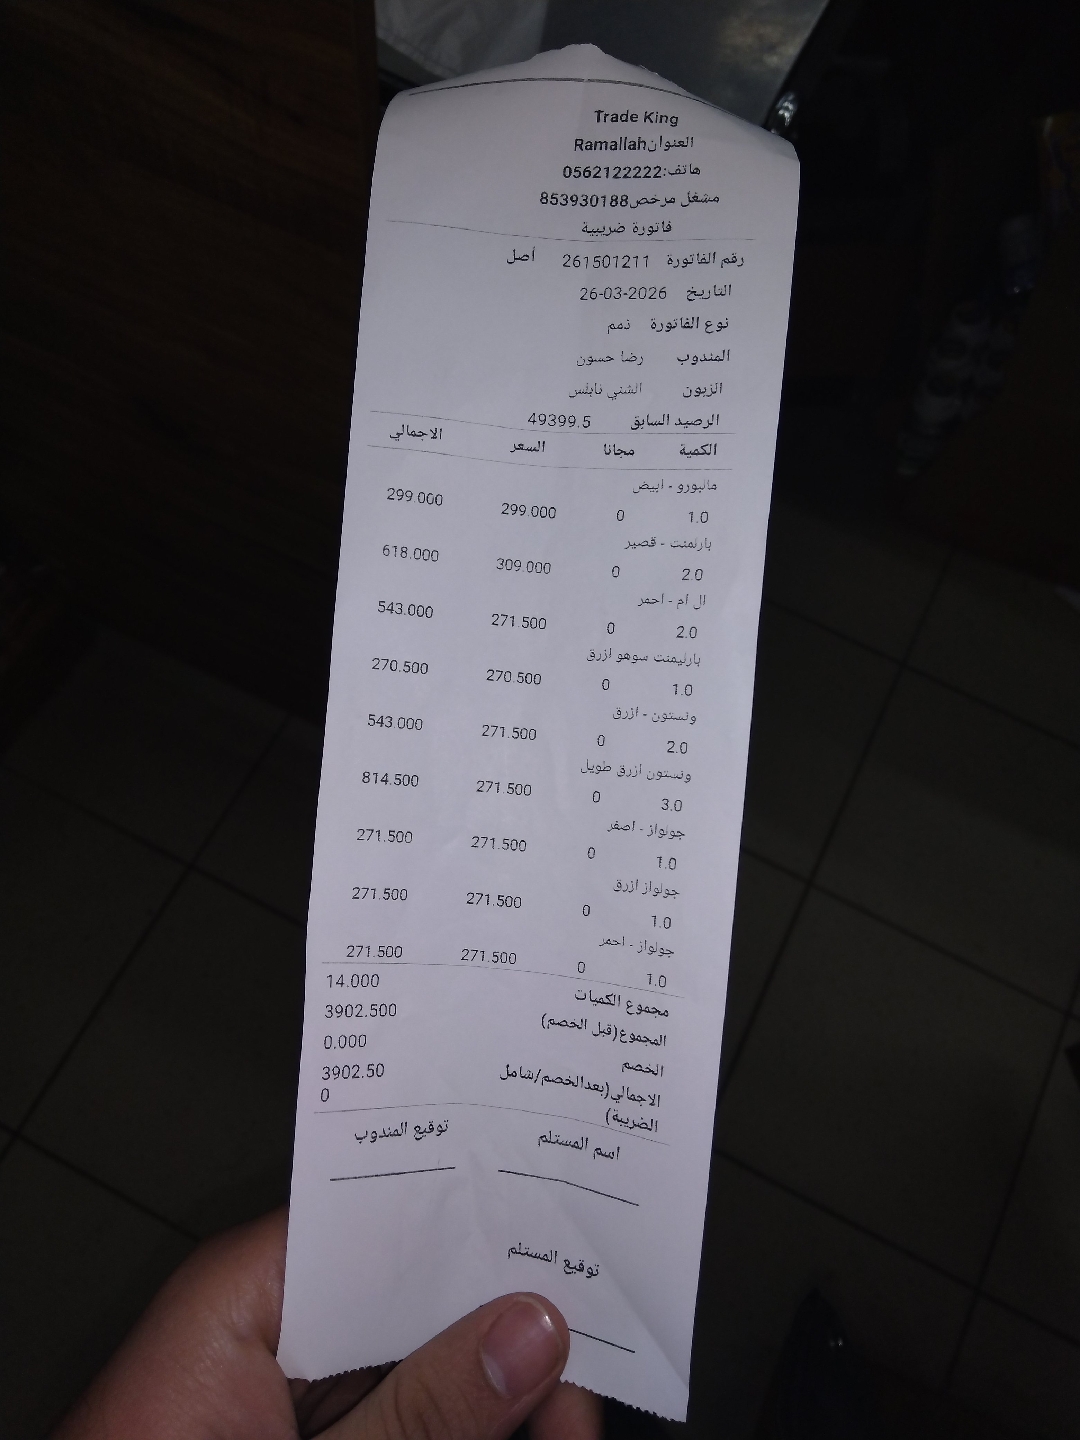 Trade King
العنوانRamallah
هاتف:0562122222
مشغل مرخص853930188
فاتورة ضريبية
رقم الفاتورة 261501211 أصل
التاريخ 26-03-2026
نوع الفاتورة ذمم
المندوب رضا حسون
الزبون الشني نابلس
الرصيد السابق 49399.5
الكمية مجانا السعر الاجمالي
مالبورو - ابيض
1.0 0 299.000 299.000
بارلمنت - قصير
2.0 0 309.000 618.000
ال ام - احمر
2.0 0 271.500 543.000
بارليمنت سوهو ازرق
1.0 0 270.500 270.500
ونستون - ازرق
2.0 0 271.500 543.000
ونستون ازرق طويل
3.0 0 271.500 814.500
جولواز - اصفر
1.0 0 271.500 271.500
جولواز ازرق
1.0 0 271.500 271.500
جولواز - احمر
1.0 0 271.500 271.500
مجموع الكميات 14.000
المجموع(قبل الخصم) 3902.500
الخصم 0.000
الاجمالي(بعدالخصم/شامل 3902.50
الضريبة) 0
اسم المستلم توقيع المندوب
توقيع المستلم